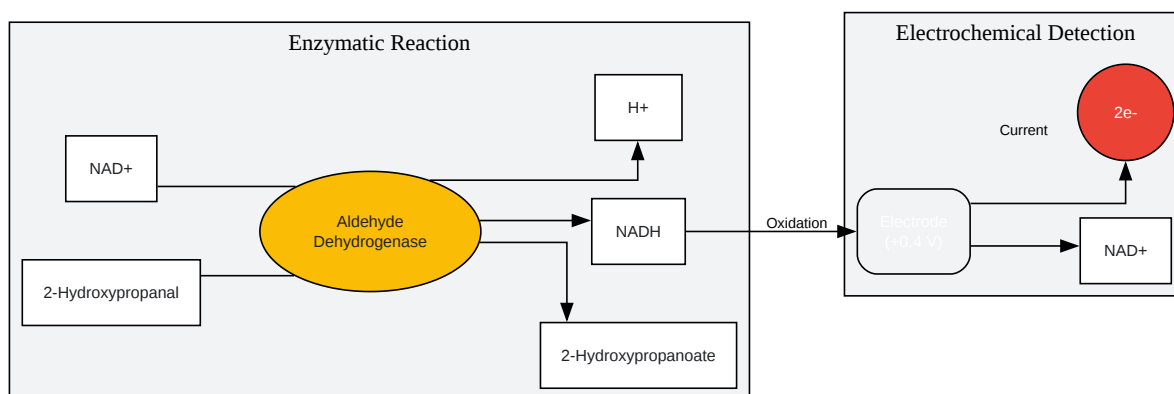 Enzymatic Reaction
NAD+
2-Hydroxypropanal
Aldehyde
Dehydrogenase
H+
NADH
2-Hydroxypropanoate
Oxidation
Electrochemical Detection
Electrode
(+0.4 V)
Current
2e-
NAD+